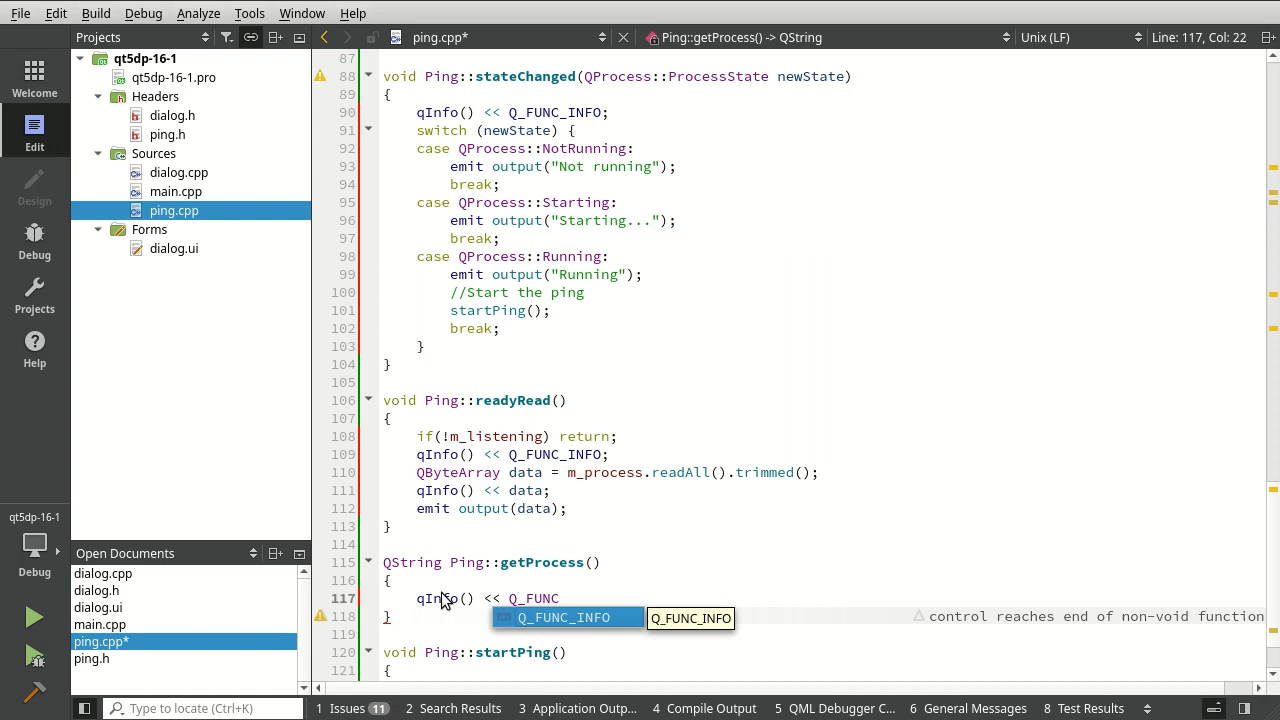 File Edit Build Debug Analyze Tools Window Help
Projects ping.cpp* Ping::getProcess() -> QString Unix (LF) Line: 117, Col: 22
Welcome
Edit
Design
Debug
Projects
Help
qt5dp-16-1
Debug
qt5dp-16-1
qt5dp-16-1.pro
Headers
dialog.h
ping.h
Sources
dialog.cpp
main.cpp
ping.cpp
Forms
dialog.ui
Open Documents
dialog.cpp
dialog.h
dialog.ui
main.cpp
ping.cpp*
ping.h
87
88 void Ping::stateChanged(QProcess::ProcessState newState)
89 {
90 qInfo() << Q_FUNC_INFO;
91 switch (newState) {
92 case QProcess::NotRunning:
93 emit output("Not running");
94 break;
95 case QProcess::Starting:
96 emit output("Starting...");
97 break;
98 case QProcess::Running:
99 emit output("Running");
100 //Start the ping
101 startPing();
102 break;
103 }
104 }
105
106 void Ping::readyRead()
107 {
108 if(!m_listening) return;
109 qInfo() << Q_FUNC_INFO;
110 QByteArray data = m_process.readAll().trimmed();
111 qInfo() << data;
112 emit output(data);
113 }
114
115 QString Ping::getProcess()
116 {
117 qInfo() << Q_FUNC
118 } Q_FUNC_INFO Q_FUNC_INFO control reaches end of non-void function
119
120 void Ping::startPing()
121 {
Type to locate (Ctrl+K) 1 Issues 11 2 Search Results 3 Application Outp... 4 Compile Output 5 QML Debugger C... 6 General Messages 8 Test Results